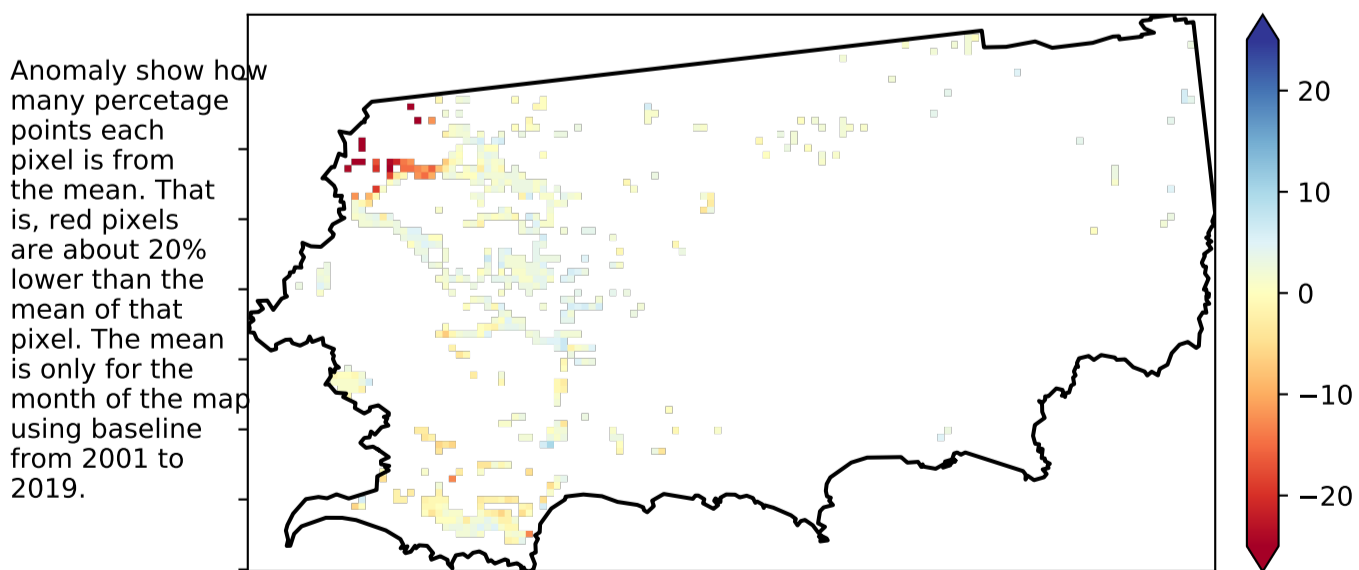 Anomaly show how
many percetage
points each
pixel is from
the mean. That
is, red pixels
are about 20%
lower than the
mean of that
pixel. The mean
is only for the
month of the map
using baseline
from 2001 to
2019.
20
10
0
−10
−20